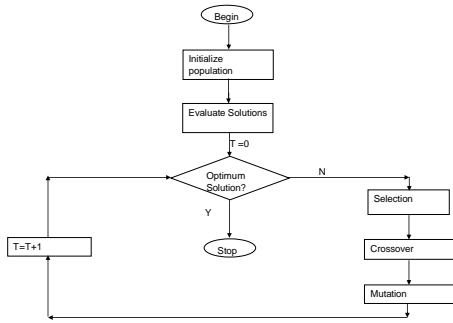 Begin
Initialize
population
Evaluate Solutions
T =0
Optimum
Solution?
N
Y
Selection
Stop
T=T+1
Crossover
Mutation